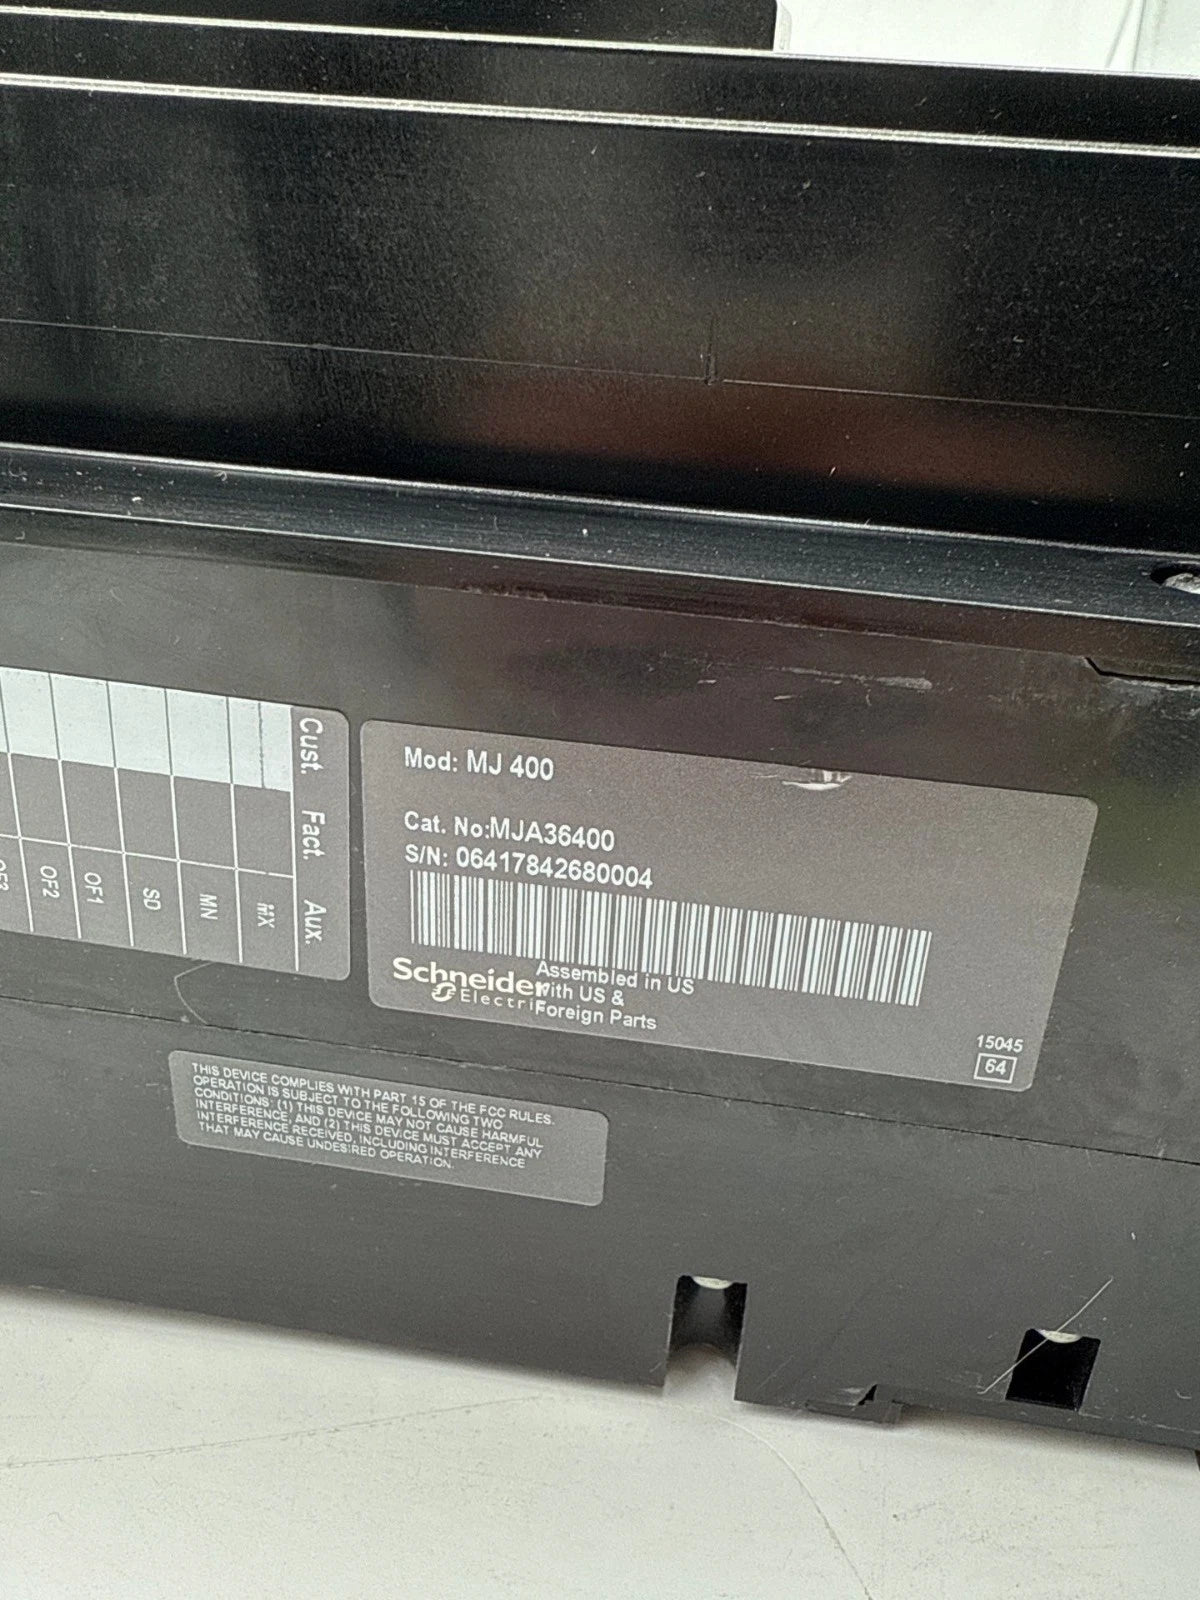 Cust. Fact. Aux.
MX
MN
SD
OF1
OF2
Mod: MJ 400
Cat. No:MJA36400
S/N: 06417842680004
Schneider
Electric
Assembled in US
with US &
Foreign Parts
15045
64
THIS DEVICE COMPLIES WITH PART 15 OF THE FCC RULES.
OPERATION IS SUBJECT TO THE FOLLOWING TWO
CONDITIONS: (1) THIS DEVICE MAY NOT CAUSE HARMFUL
INTERFERENCE, AND (2) THIS DEVICE MUST ACCEPT ANY
INTERFERENCE RECEIVED, INCLUDING INTERFERENCE
THAT MAY CAUSE UNDESIRED OPERATION.